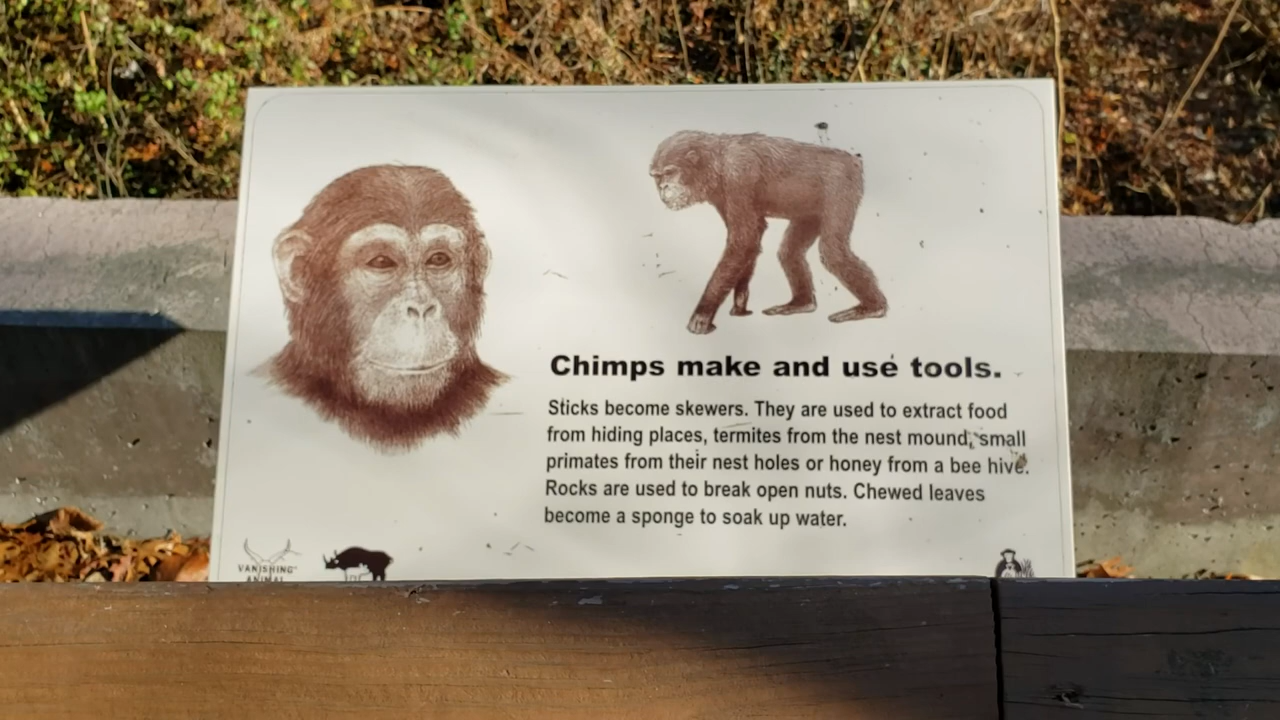 Chimps make and use tools.
Sticks become skewers. They are used to extract food
from hiding places, termites from the nest mound, small
primates from their nest holes or honey from a bee hive.
Rocks are used to break open nuts. Chewed leaves
become a sponge to soak up water.
VANISHING
ANIMAL